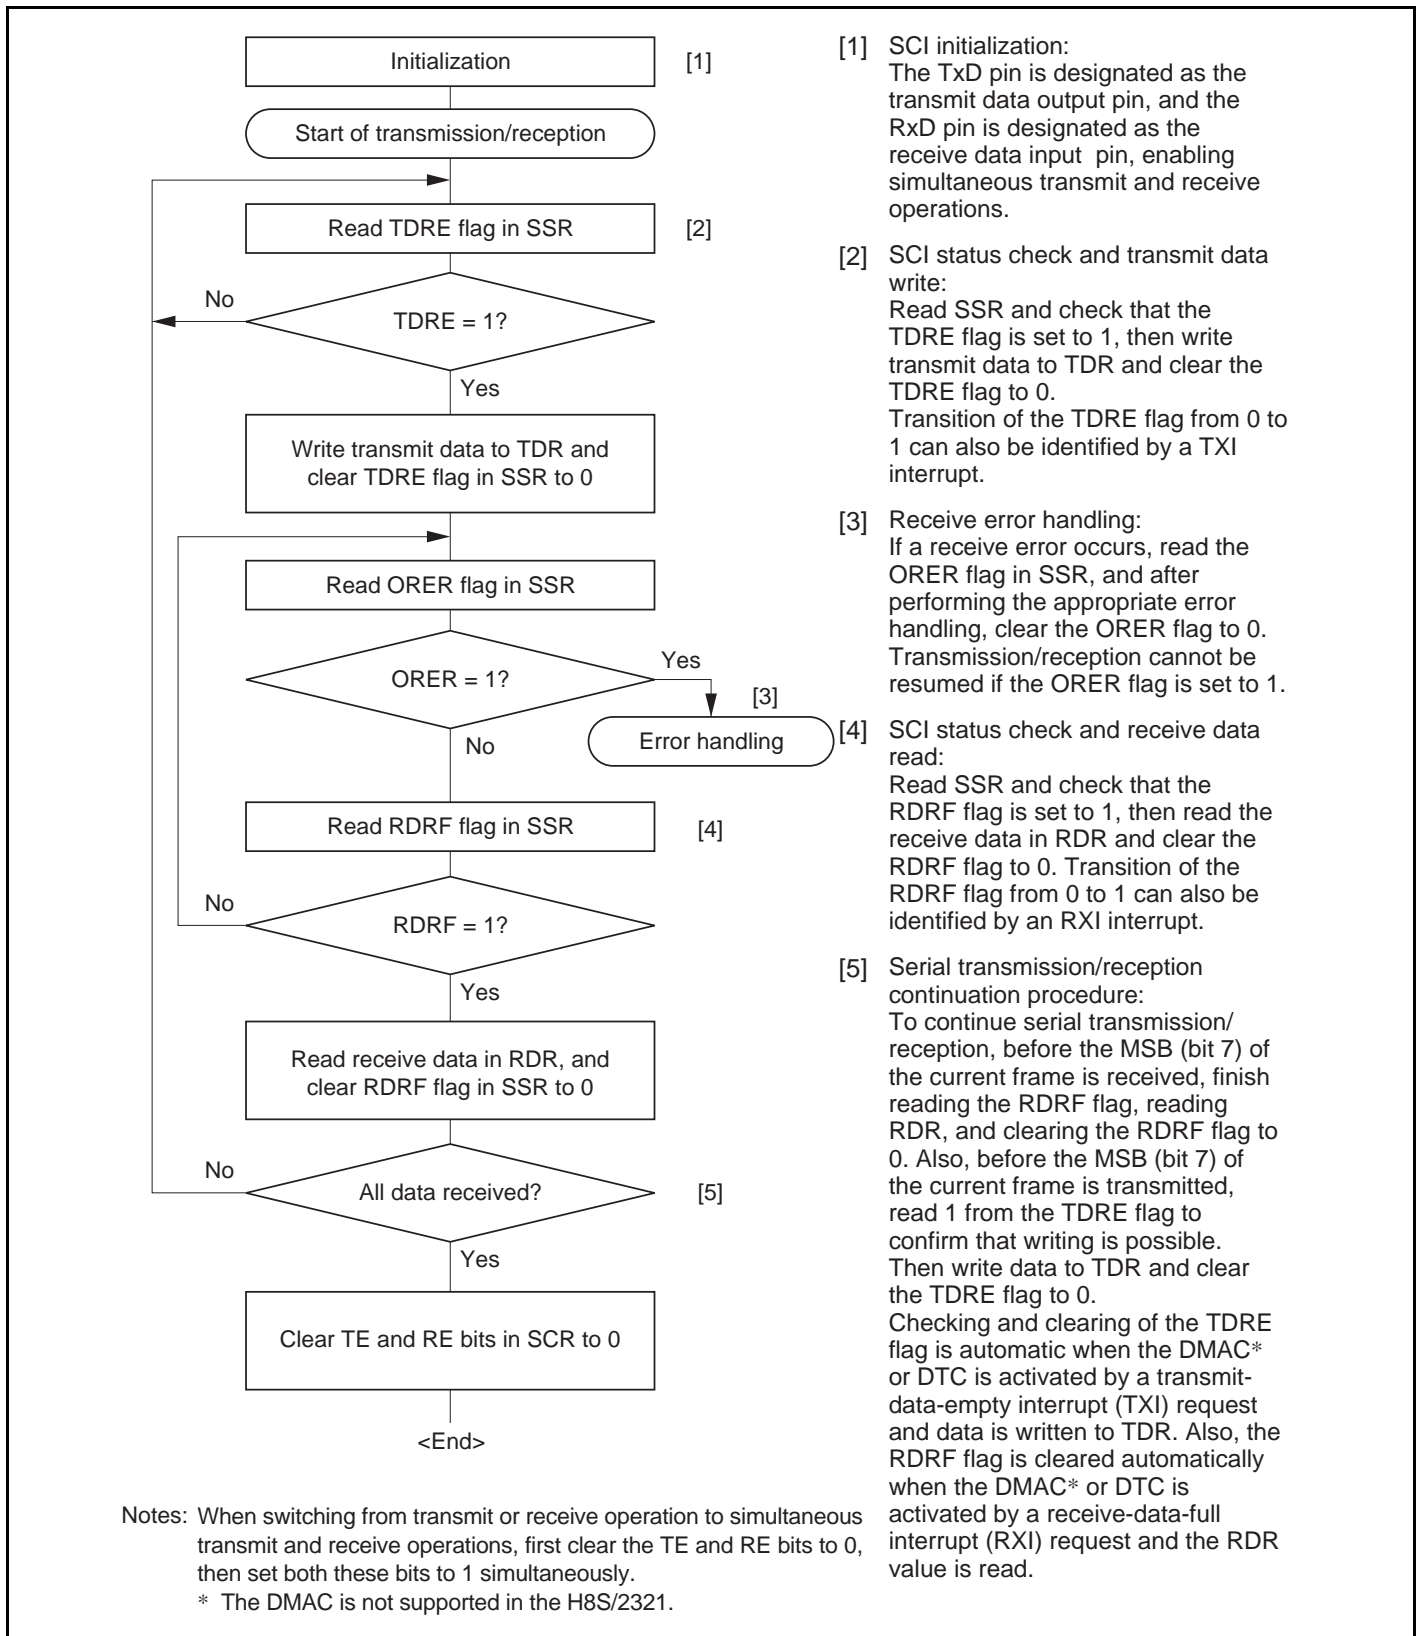 Initialization
[1]
Start of transmission/reception
Read TDRE flag in SSR
[2]
No
TDRE = 1?
Yes
Write transmit data to TDR and
clear TDRE flag in SSR to 0
Read ORER flag in SSR
ORER = 1?
Yes
[3]
Error handling
No
Read RDRF flag in SSR
[4]
No
RDRF = 1?
Yes
Read receive data in RDR, and
clear RDRF flag in SSR to 0
No
All data received?
[5]
Yes
Clear TE and RE bits in SCR to 0
<End>
[1] SCI initialization:
The TxD pin is designated as the
transmit data output pin, and the
RxD pin is designated as the
receive data input pin, enabling
simultaneous transmit and receive
operations.
[2] SCI status check and transmit data
write:
Read SSR and check that the
TDRE flag is set to 1, then write
transmit data to TDR and clear the
TDRE flag to 0.
Transition of the TDRE flag from 0 to
1 can also be identified by a TXI
interrupt.
[3] Receive error handling:
If a receive error occurs, read the
ORER flag in SSR, and after
performing the appropriate error
handling, clear the ORER flag to 0.
Transmission/reception cannot be
resumed if the ORER flag is set to 1.
[4] SCI status check and receive data
read:
Read SSR and check that the
RDRF flag is set to 1, then read the
receive data in RDR and clear the
RDRF flag to 0. Transition of the
RDRF flag from 0 to 1 can also be
identified by an RXI interrupt.
[5] Serial transmission/reception
continuation procedure:
To continue serial transmission/
reception, before the MSB (bit 7) of
the current frame is received, finish
reading the RDRF flag, reading
RDR, and clearing the RDRF flag to
0. Also, before the MSB (bit 7) of
the current frame is transmitted,
read 1 from the TDRE flag to
confirm that writing is possible.
Then write data to TDR and clear
the TDRE flag to 0.
Checking and clearing of the TDRE
flag is automatic when the DMAC*
or DTC is activated by a transmit-
data-empty interrupt (TXI) request
and data is written to TDR. Also, the
RDRF flag is cleared automatically
when the DMAC* or DTC is
activated by a receive-data-full
interrupt (RXI) request and the RDR
value is read.
Notes: When switching from transmit or receive operation to simultaneous
transmit and receive operations, first clear the TE and RE bits to 0,
then set both these bits to 1 simultaneously.
* The DMAC is not supported in the H8S/2321.